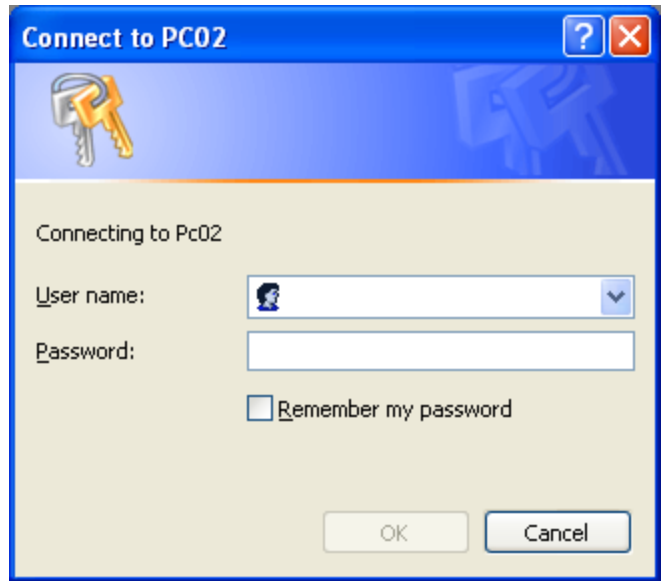 Connect to PC02
Connecting to Pc02
User name:
Password:
Remember my password
OK Cancel